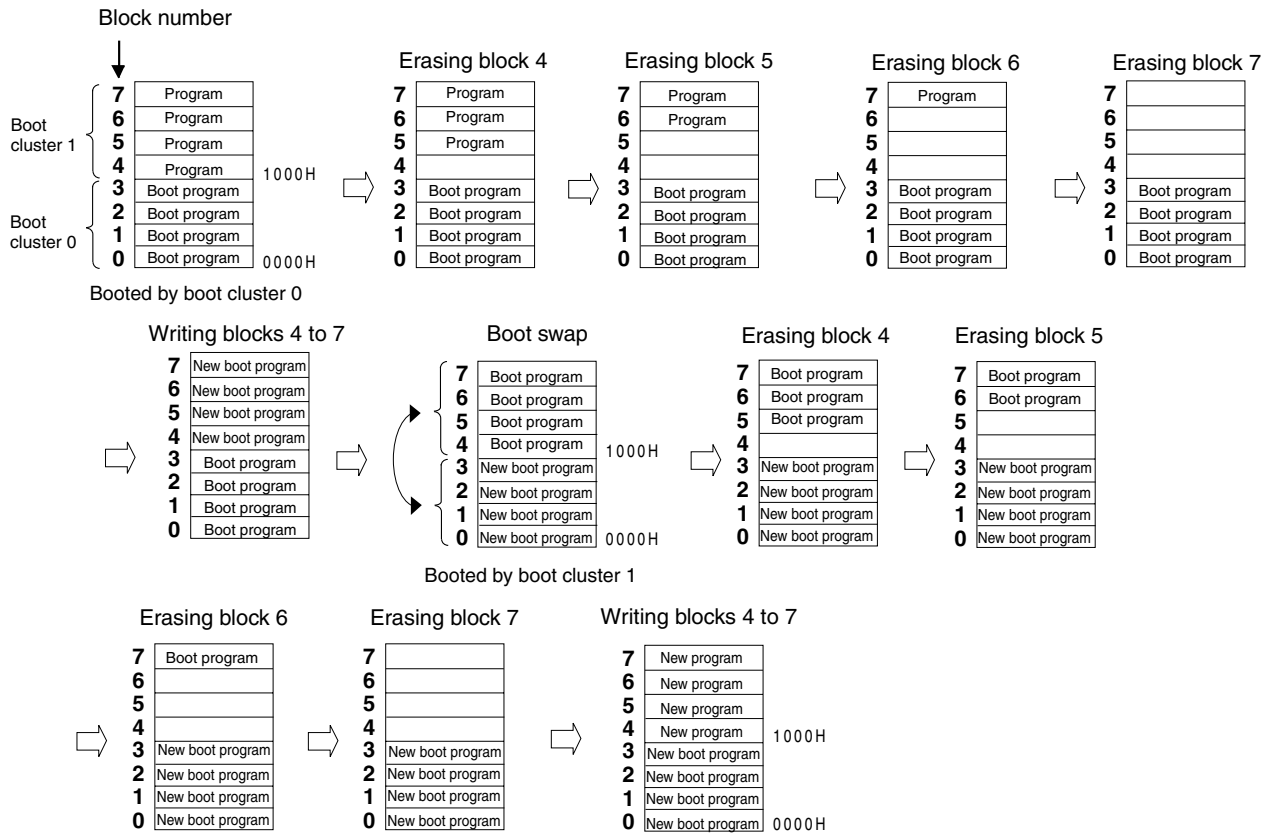 Block number
Erasing block 4
Erasing block 5
Erasing block 6
Erasing block 7
Boot cluster 1
Boot cluster 0
7 Program
6 Program
5 Program
4 Program
1000H
3 Boot program
2 Boot program
1 Boot program
0 Boot program
0000H
Booted by boot cluster 0
7 Program
6 Program
5 Program
4
3 Boot program
2 Boot program
1 Boot program
0 Boot program
7 Program
6 Program
5
4
3 Boot program
2 Boot program
1 Boot program
0 Boot program
7 Program
6
5
4
3 Boot program
2 Boot program
1 Boot program
0 Boot program
7
6
5
4
3 Boot program
2 Boot program
1 Boot program
0 Boot program
Writing blocks 4 to 7
7 New boot program
6 New boot program
5 New boot program
4 New boot program
3 Boot program
2 Boot program
1 Boot program
0 Boot program
Boot swap
7 Boot program
6 Boot program
5 Boot program
4 Boot program
1000H
3 New boot program
2 New boot program
1 New boot program
0 New boot program
0000H
Booted by boot cluster 1
Erasing block 4
7 Boot program
6 Boot program
5 Boot program
4
3 New boot program
2 New boot program
1 New boot program
0 New boot program
Erasing block 5
7 Boot program
6 Boot program
5
4
3 New boot program
2 New boot program
1 New boot program
0 New boot program
Erasing block 6
7 Boot program
6
5
4
3 New boot program
2 New boot program
1 New boot program
0 New boot program
Erasing block 7
7
6
5
4
3 New boot program
2 New boot program
1 New boot program
0 New boot program
Writing blocks 4 to 7
7 New program
6 New program
5 New program
4 New program
1000H
3 New boot program
2 New boot program
1 New boot program
0 New boot program
0000H